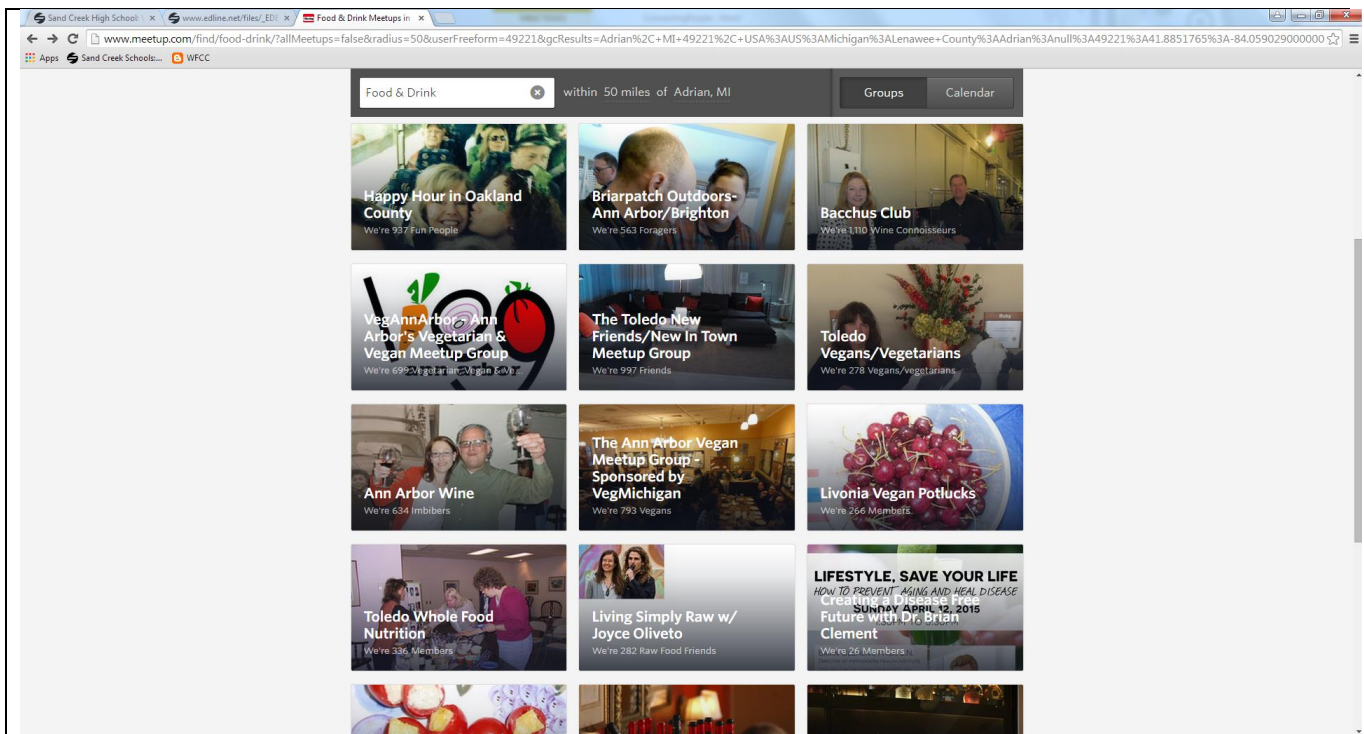 Sand Creek High School:
www.edline.net/files/_EDE
Food & Drink Meetups in
www.meetup.com/find/food-drink/?allMeetups=false&radius=50&userFreeform=49221&gcResults=Adrian%2C+MI+49221%2C+USA%3AUS%3AMichigan%3ALenawee+County%3AAdrian%3Anull%3A49221%3A41.8851765%3A-84.059029000000
Apps
Sand Creek Schools:...
WFCC
Food & Drink
within 50 miles of Adrian, MI
Groups
Calendar
Happy Hour in Oakland
County
We're 937 Fun People
Briarpatch Outdoors-
Ann Arbor/Brighton
We're 563 Foragers
Bacchus Club
We're 1,110 Wine Connoisseurs
VegAnnArbor - Ann
Arbor's Vegetarian &
Vegan Meetup Group
We're 699 Vegetarian, Vegan & Ve...
The Toledo New
Friends/New In Town
Meetup Group
We're 997 Friends
Toledo
Vegans/Vegetarians
We're 278 Vegans/vegetarians
Ann Arbor Wine
We're 634 Imbibers
The Ann Arbor Vegan
Meetup Group -
Sponsored by
VegMichigan
We're 793 Vegans
Livonia Vegan Potlucks
We're 266 Members
Toledo Whole Food
Nutrition
We're 336 Members
Living Simply Raw w/
Joyce Oliveto
We're 282 Raw Food Friends
LIFESTYLE, SAVE YOUR LIFE
HOW TO PREVENT AGING AND HEAL DISEASE
SUNDAY APRIL 12, 2015
Creating a Disease Free
Future with Dr. Brian
Clement
We're 26 Members